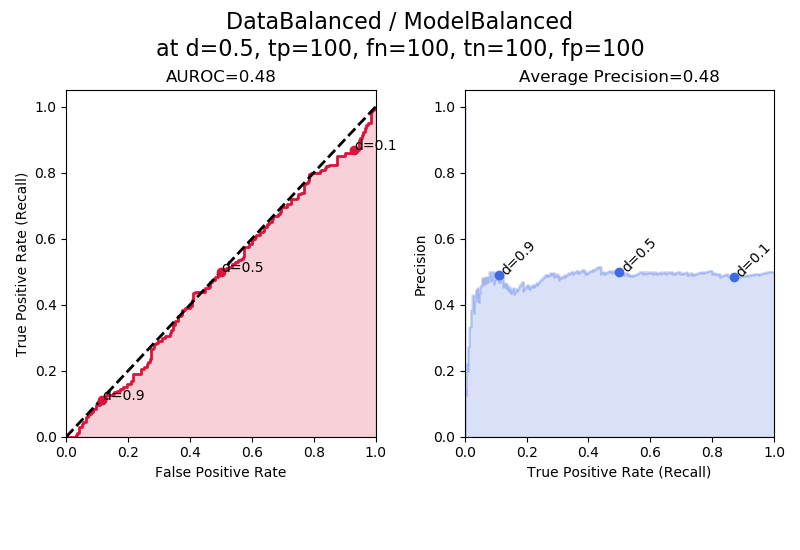 DataBalanced / ModelBalanced
at d=0.5, tp=100, fn=100, tn=100, fp=100
AUROC=0.48
1.0
0.8
0.6
0.4
0.2
0.0
True Positive Rate (Recall)
d=0.1
d=0.5
d=0.9
0.0 0.2 0.4 0.6 0.8 1.0
False Positive Rate
Average Precision=0.48
1.0
0.8
0.6
0.4
0.2
0.0
Precision
d=0.9
d=0.5
d=0.1
0.0 0.2 0.4 0.6 0.8 1.0
True Positive Rate (Recall)